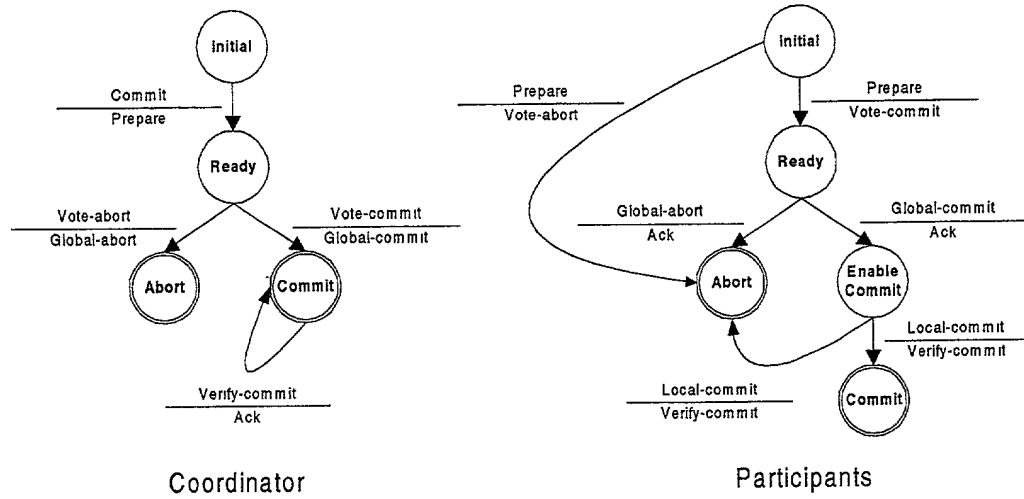 Initial
Commit
Prepare
Ready
Vote-abort
Global-abort
Vote-commit
Global-commit
Abort
Commit
Verify-commit
Ack
Coordinator
Initial
Prepare
Vote-abort
Prepare
Vote-commit
Ready
Global-abort
Ack
Global-commit
Ack
Abort
Enable
Commit
Local-commit
Verify-commit
Local-commit
Verify-commit
Commit
Participants